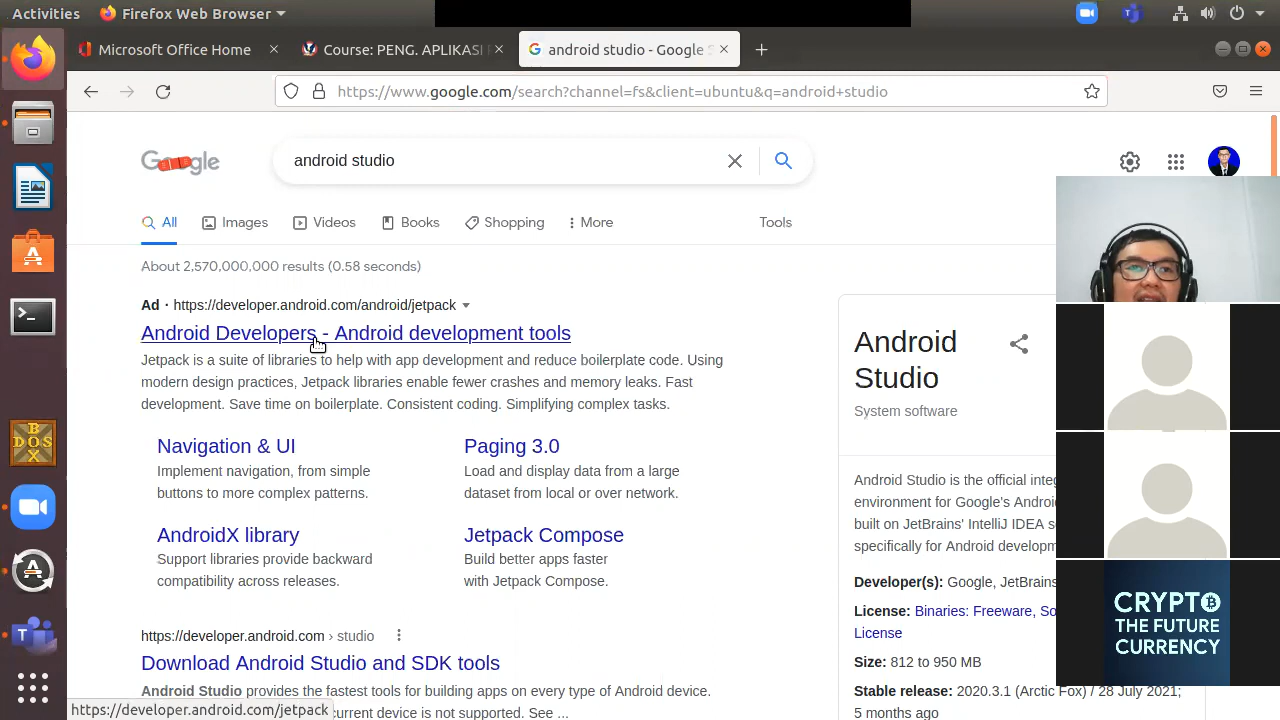 Activities
Firefox Web Browser
Microsoft Office Home
Course: PENG. APLIKASI
android studio - Google
https://www.google.com/search?channel=fs&client=ubuntu&q=android+studio
Google
android studio
All
Images
Videos
Books
Shopping
More
Tools
About 2,570,000,000 results (0.58 seconds)
Ad · https://developer.android.com/android/jetpack
Android Developers - Android development tools
Jetpack is a suite of libraries to help with app development and reduce boilerplate code. Using
modern design practices, Jetpack libraries enable fewer crashes and memory leaks. Fast
development. Save time on boilerplate. Consistent coding. Simplifying complex tasks.
Navigation & UI
Implement navigation, from simple
buttons to more complex patterns.
Paging 3.0
Load and display data from a large
dataset from local or over network.
AndroidX library
Support libraries provide backward
compatibility across releases.
Jetpack Compose
Build better apps faster
with Jetpack Compose.
https://developer.android.com › studio
Download Android Studio and SDK tools
Android Studio provides the fastest tools for building apps on every type of Android device.
current device is not supported. See ...
https://developer.android.com/jetpack
Android
Studio
System software
Android Studio is the official
environment for Google's
built on JetBrains' IntelliJ IDEA
specifically for Android
Developer(s): Google, JetBrains
License: Binaries: Freeware,
License
Size: 812 to 950 MB
Stable release: 2020.3.1 (Arctic Fox) / 28 July 2021;
5 months ago
CRYPTO
THE FUTURE
CURRENCY
DOS
BOX